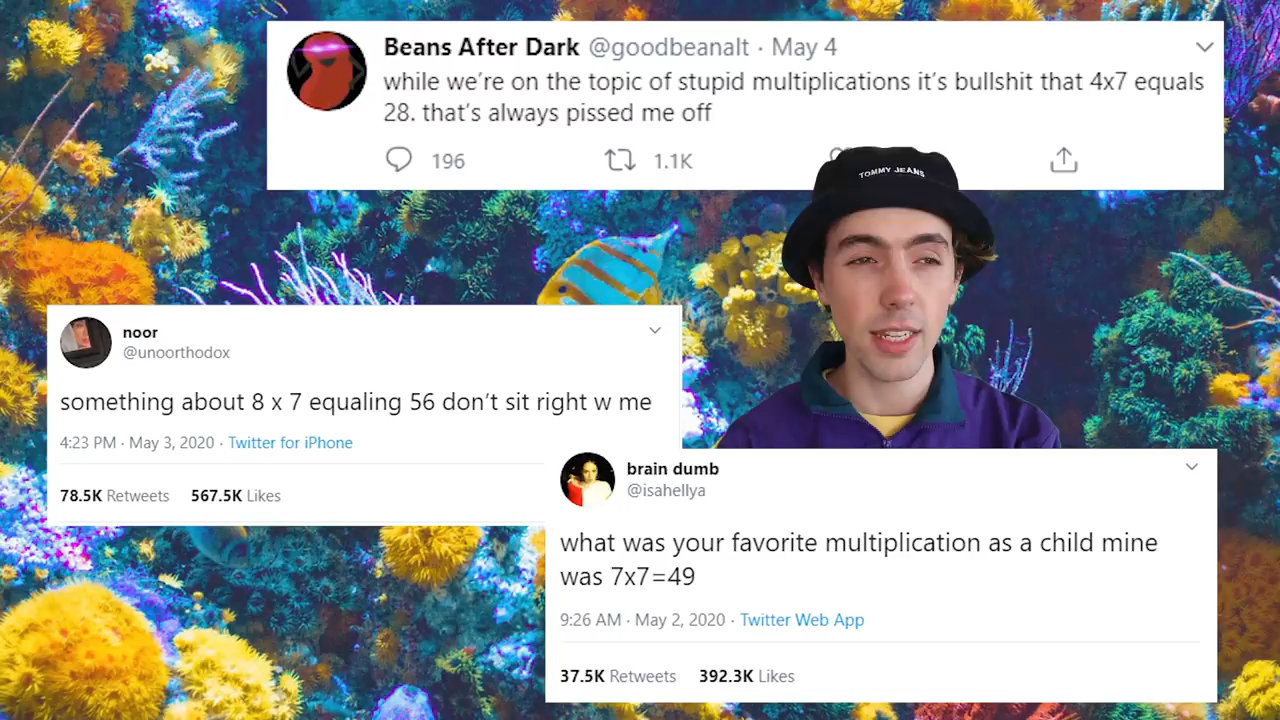 Beans After Dark @goodbeanalt · May 4
while we're on the topic of stupid multiplications it's bullshit that 4x7 equals
28. that's always pissed me off
196 1.1K
TOMMY JEANS
noor
@unoorthodox
something about 8 x 7 equaling 56 don't sit right w me
4:23 PM · May 3, 2020 · Twitter for iPhone
78.5K Retweets 567.5K Likes
brain dumb
@isahellya
what was your favorite multiplication as a child mine
was 7x7=49
9:26 AM · May 2, 2020 · Twitter Web App
37.5K Retweets 392.3K Likes